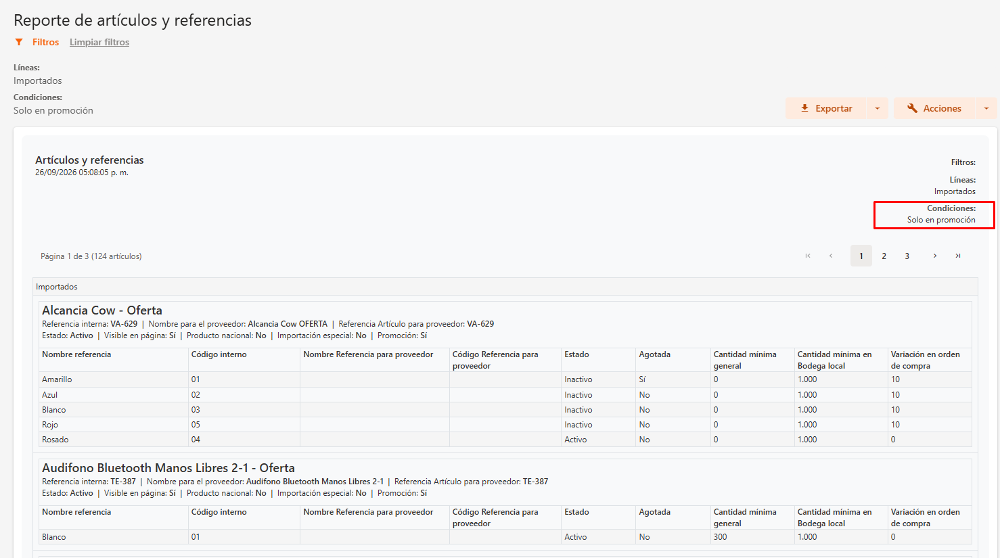 Reporte de artículos y referencias
Filtros Limpiar filtros
Líneas:
Importados
Condiciones:
Solo en promoción
Exportar Acciones
Artículos y referencias
26/09/2026 05:08:05 p. m.
Filtros:
Líneas:
Importados
Condiciones:
Solo en promoción
Página 1 de 3 (124 artículos) 1 2 3
Importados
Alcancia Cow - Oferta
Referencia interna: VA-629 | Nombre para el proveedor: Alcancia Cow OFERTA | Referencia Artículo para proveedor: VA-629
Estado: Activo | Visible en página: Sí | Producto nacional: No | Importación especial: No | Promoción: Sí
Nombre referencia Código interno Nombre Referencia para proveedor Código Referencia para proveedor Estado Agotada Cantidad mínima general Cantidad mínima en Bodega local Variación en orden de compra
Amarillo 01 Inactivo Sí 0 1.000 10
Azul 02 Inactivo No 0 1.000 10
Blanco 03 Inactivo No 0 1.000 10
Rojo 05 Inactivo No 0 1.000 10
Rosado 04 Activo No 0 1.000 0
Audifono Bluetooth Manos Libres 2-1 - Oferta
Referencia interna: TE-387 | Nombre para el proveedor: Audifono Bluetooth Manos Libres 2-1 | Referencia Artículo para proveedor: TE-387
Estado: Activo | Visible en página: Sí | Producto nacional: No | Importación especial: No | Promoción: Sí
Nombre referencia Código interno Nombre Referencia para proveedor Código Referencia para proveedor Estado Agotada Cantidad mínima general Cantidad mínima en Bodega local Variación en orden de compra
Blanco 01 Activo No 300 1.000 0